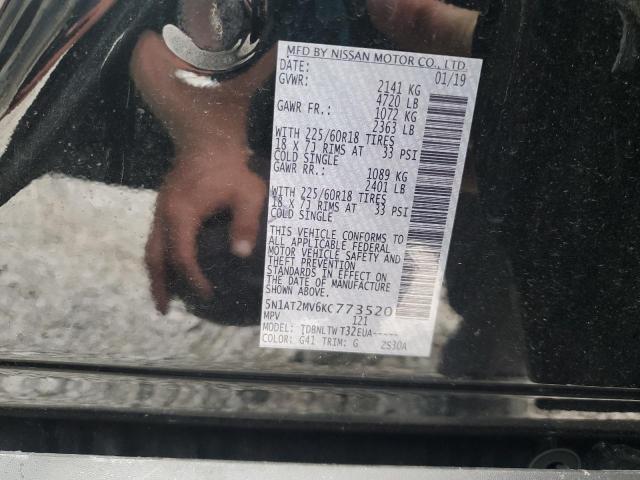 MFD BY NISSAN MOTOR CO., LTD.
DATE: 01/19
GVWR: 2141 KG
4720 LB
GAWR FR.: 1072 KG
2363 LB
WITH 225/60R18 TIRES
18 X 7J RIMS AT 33 PSI
COLD SINGLE
GAWR RR.: 1089 KG
2401 LB
WITH 225/60R18 TIRES
18 X 7J RIMS AT 33 PSI
COLD SINGLE
THIS VEHICLE CONFORMS TO
ALL APPLICABLE FEDERAL
MOTOR VEHICLE SAFETY AND
THEFT PREVENTION
STANDARDS IN EFFECT ON
THE DATE OF MANUFACTURE
SHOWN ABOVE.
5N1AT2MV6KC773520
MPV 121
MODEL: TDBNLTWT32EUA-----
COLOR: G41 TRIM: G 2S30A